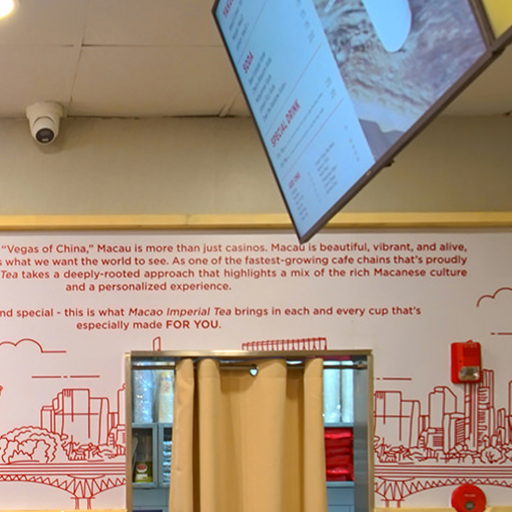 SODA
SPECIAL DRINK
"Vegas of China," Macau is more than just casinos. Macau is beautiful, vibrant, and alive,
s what we want the world to see. As one of the fastest-growing cafe chains that's proudly
Tea takes a deeply-rooted approach that highlights a mix of the rich Macanese culture
and a personalized experience.
nd special - this is what Macao Imperial Tea brings in each and every cup that's
especially made FOR YOU.